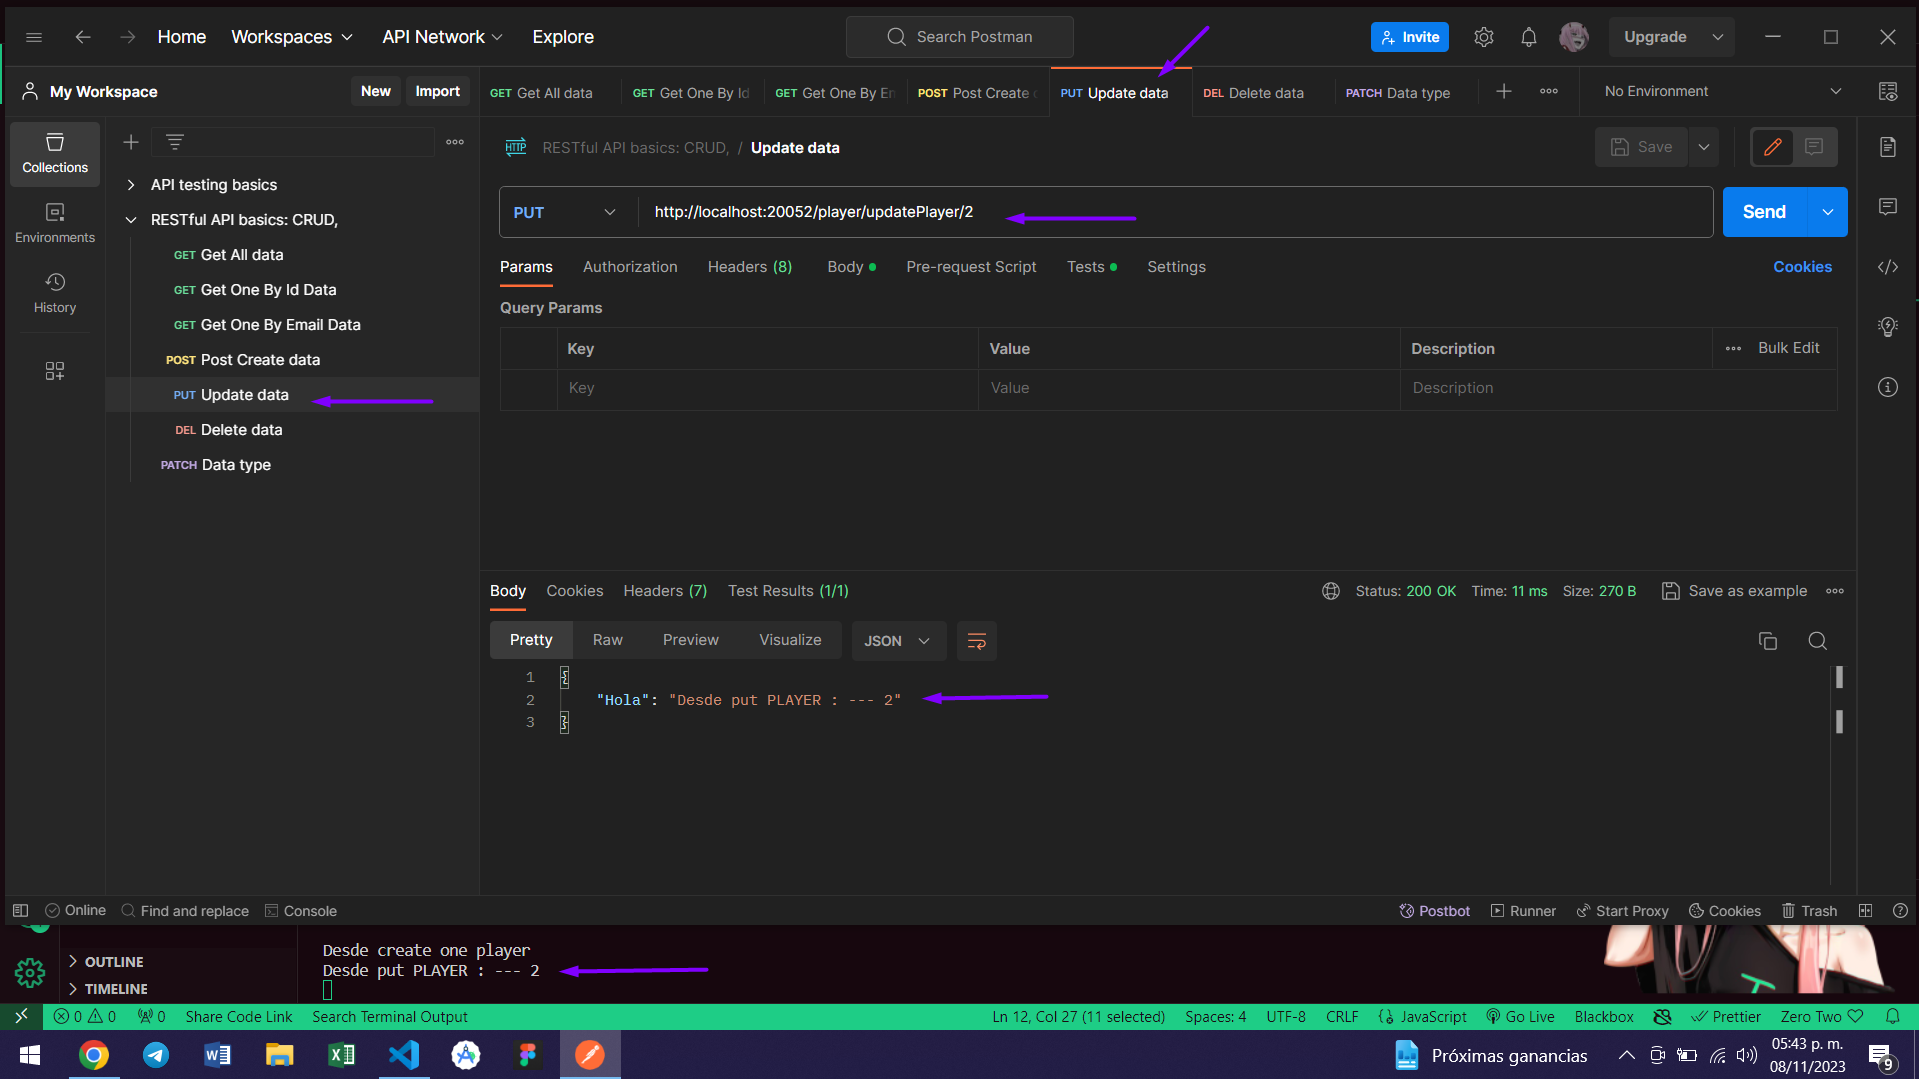 Home Workspaces API Network Explore Search Postman Invite Upgrade
My Workspace New Import
GET Get All data GET Get One By Id GET Get One By En POST Post Create PUT Update data DEL Delete data PATCH Data type No Environment
Collections
Environments
History
API testing basics
RESTful API basics: CRUD,
GET Get All data
GET Get One By Id Data
GET Get One By Email Data
POST Post Create data
PUT Update data
DEL Delete data
PATCH Data type
HTTP RESTful API basics: CRUD, / Update data Save
PUT http://localhost:20052/player/updatePlayer/2 Send
Params Authorization Headers (8) Body Pre-request Script Tests Settings Cookies
Query Params
Key Value Description Bulk Edit
Key Value Description
Body Cookies Headers (7) Test Results (1/1) Status: 200 OK Time: 11 ms Size: 270 B Save as example
Pretty Raw Preview Visualize JSON
1 {
2 "Hola": "Desde put PLAYER : --- 2"
3 }
Online Find and replace Console Postbot Runner Start Proxy Cookies Trash
OUTLINE
TIMELINE
Desde create one player
Desde put PLAYER : --- 2
0 0 0 Share Code Link Search Terminal Output Ln 12, Col 27 (11 selected) Spaces: 4 UTF-8 CRLF JavaScript Go Live Blackbox Prettier Zero Two
Próximas ganancias 05:43 p. m.
08/11/2023
9